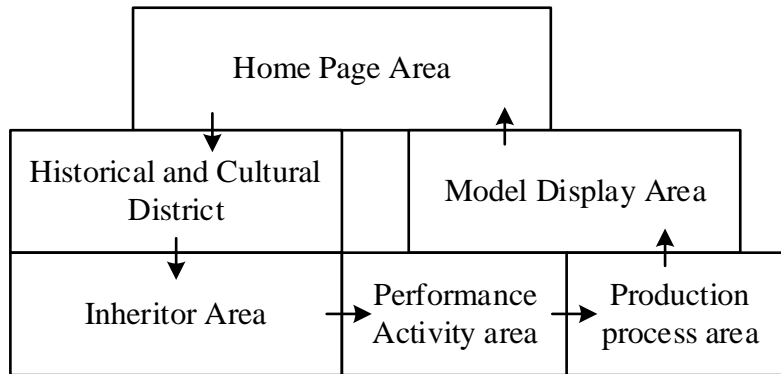 Home Page Area
Historical and Cultural
District
Model Display Area
Inheritor Area
Performance
Activity area
Production
process area